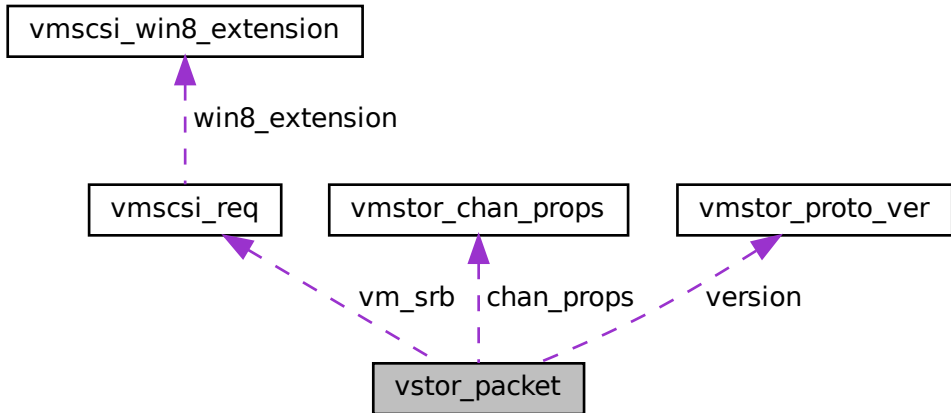 vmscsi_win8_extension
win8_extension
vmscsi_req
vmstor_chan_props
vmstor_proto_ver
vm_srb
chan_props
version
vstor_packet